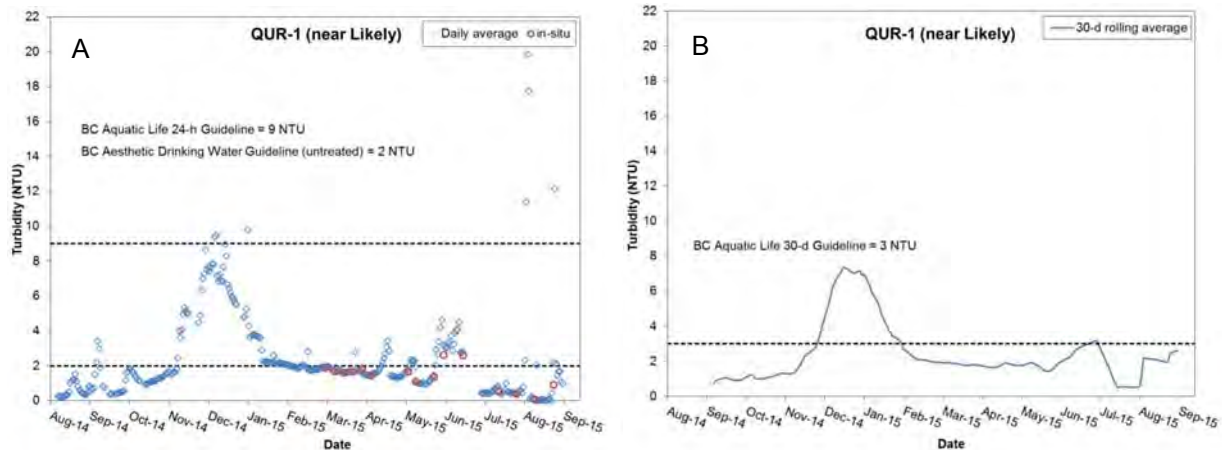 A
QUR-1 (near Likely)
Daily average in-situ
BC Aquatic Life 24-h Guideline = 9 NTU
BC Aesthetic Drinking Water Guideline (untreated) = 2 NTU
Turbidity (NTU)
22
20
18
16
14
12
10
8
6
4
2
0
Aug-14 Sep-14 Oct-14 Nov-14 Dec-14 Jan-15 Feb-15 Mar-15 Apr-15 May-15 Jun-15 Jul-15 Aug-15 Sep-15
Date
B
QUR-1 (near Likely)
30-d rolling average
BC Aquatic Life 30-d Guideline = 3 NTU
Turbidity (NTU)
22
20
18
16
14
12
10
8
6
4
2
0
Aug-14 Sep-14 Oct-14 Nov-14 Dec-14 Jan-15 Feb-15 Mar-15 Apr-15 May-15 Jun-15 Jul-15 Aug-15 Sep-15
Date